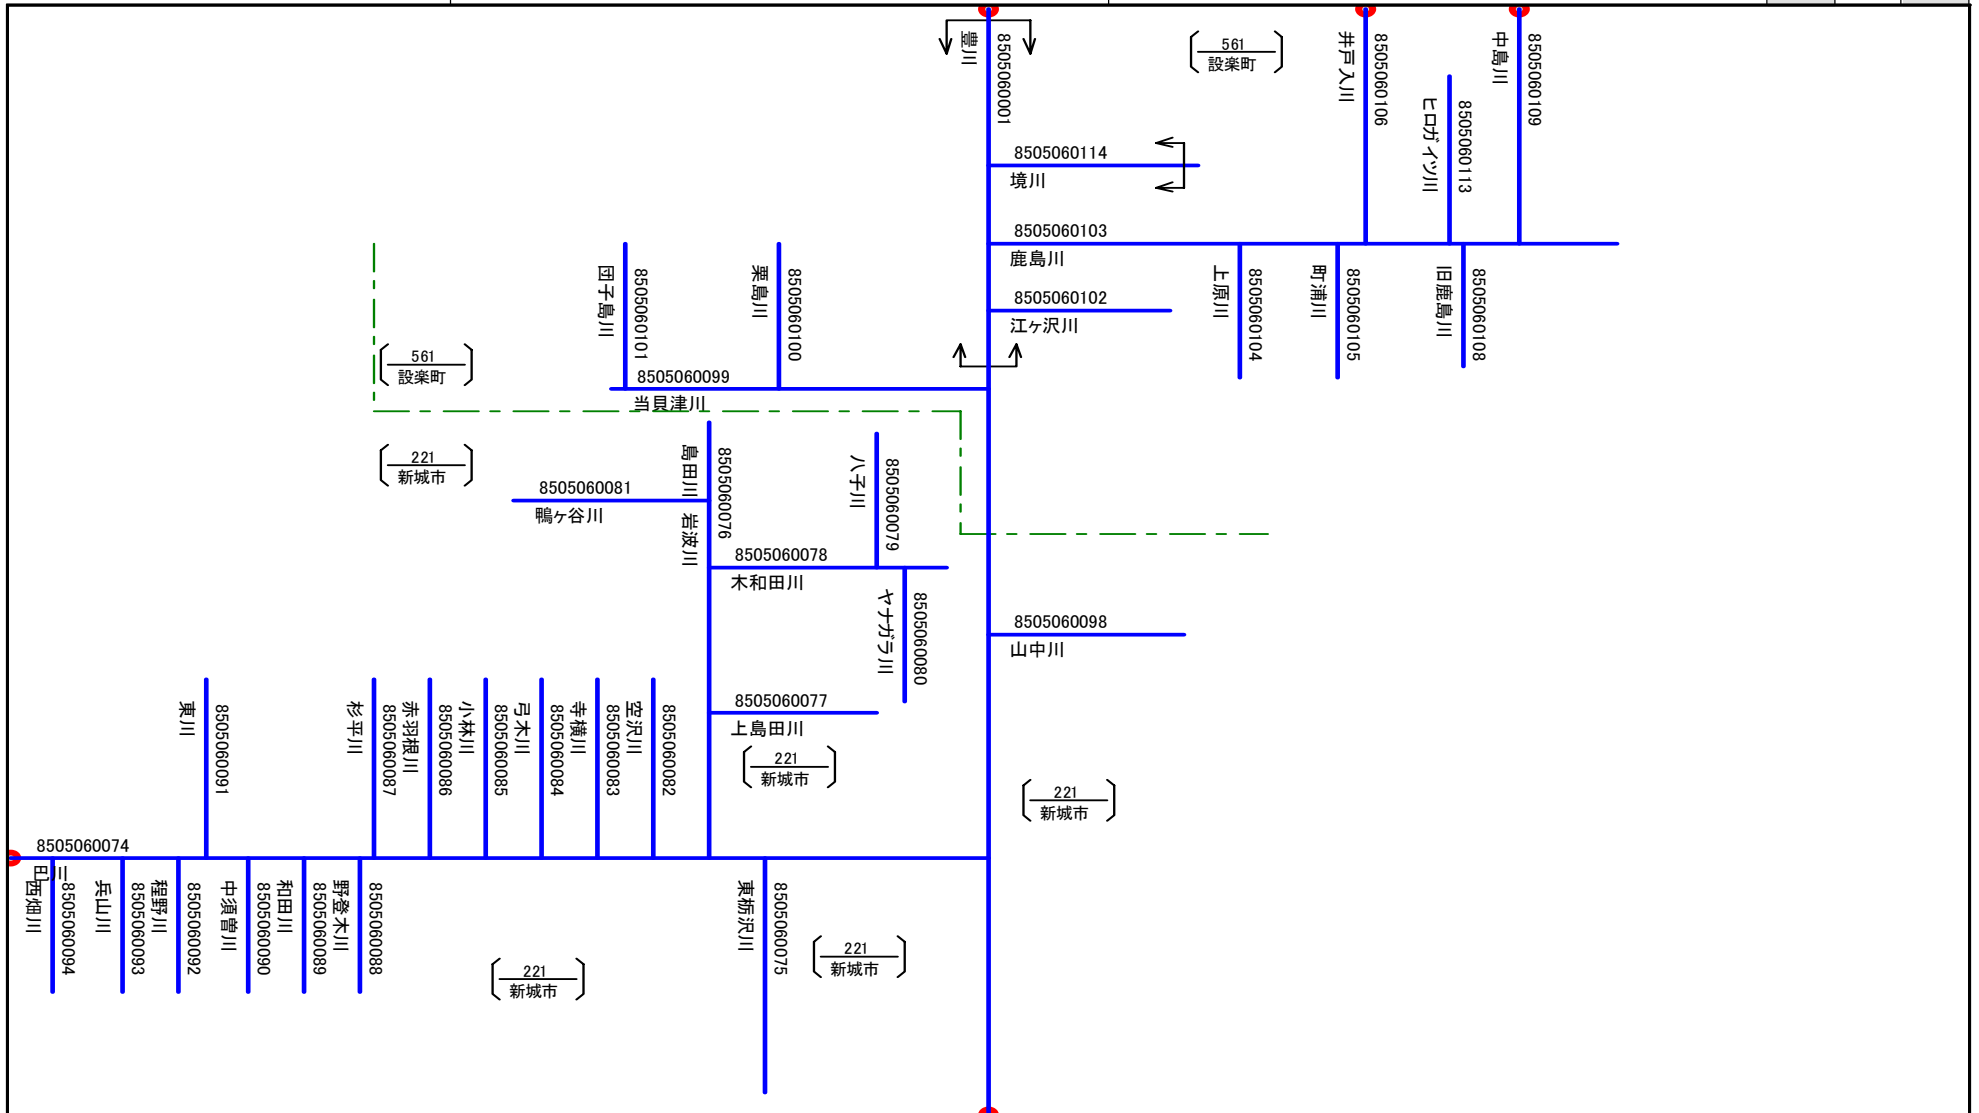 豊川
8505060001
561
設楽町
井戸入川
8505060106
ヒロガイツ川
8505060113
中島川
8505060109
8505060114
境川
8505060103
鹿島川
上原川
8505060104
町浦川
8505060105
旧鹿島川
8505060108
8505060102
江ヶ沢川
団子島川
8505060101
栗島川
8505060100
561
設楽町
8505060099
当貝津川
221
新城市
島田川 岩波川
8505060076
8505060081
鴨ヶ谷川
八子川
8505060079
8505060078
木和田川
ヤナガラ川
8505060080
8505060098
山中川
8505060077
上島田川
221
新城市
221
新城市
東川
8505060091
杉平川
8505060087
赤羽根川
8505060086
小林川
8505060085
弓木川
8505060084
寺横川
8505060083
空沢川
8505060082
8505060074
巴川
西畑川
8505060094
兵山川
8505060093
程野川
8505060092
中須曽川
8505060090
和田川
8505060089
野登木川
8505060088
東栃沢川
8505060075
221
新城市
221
新城市